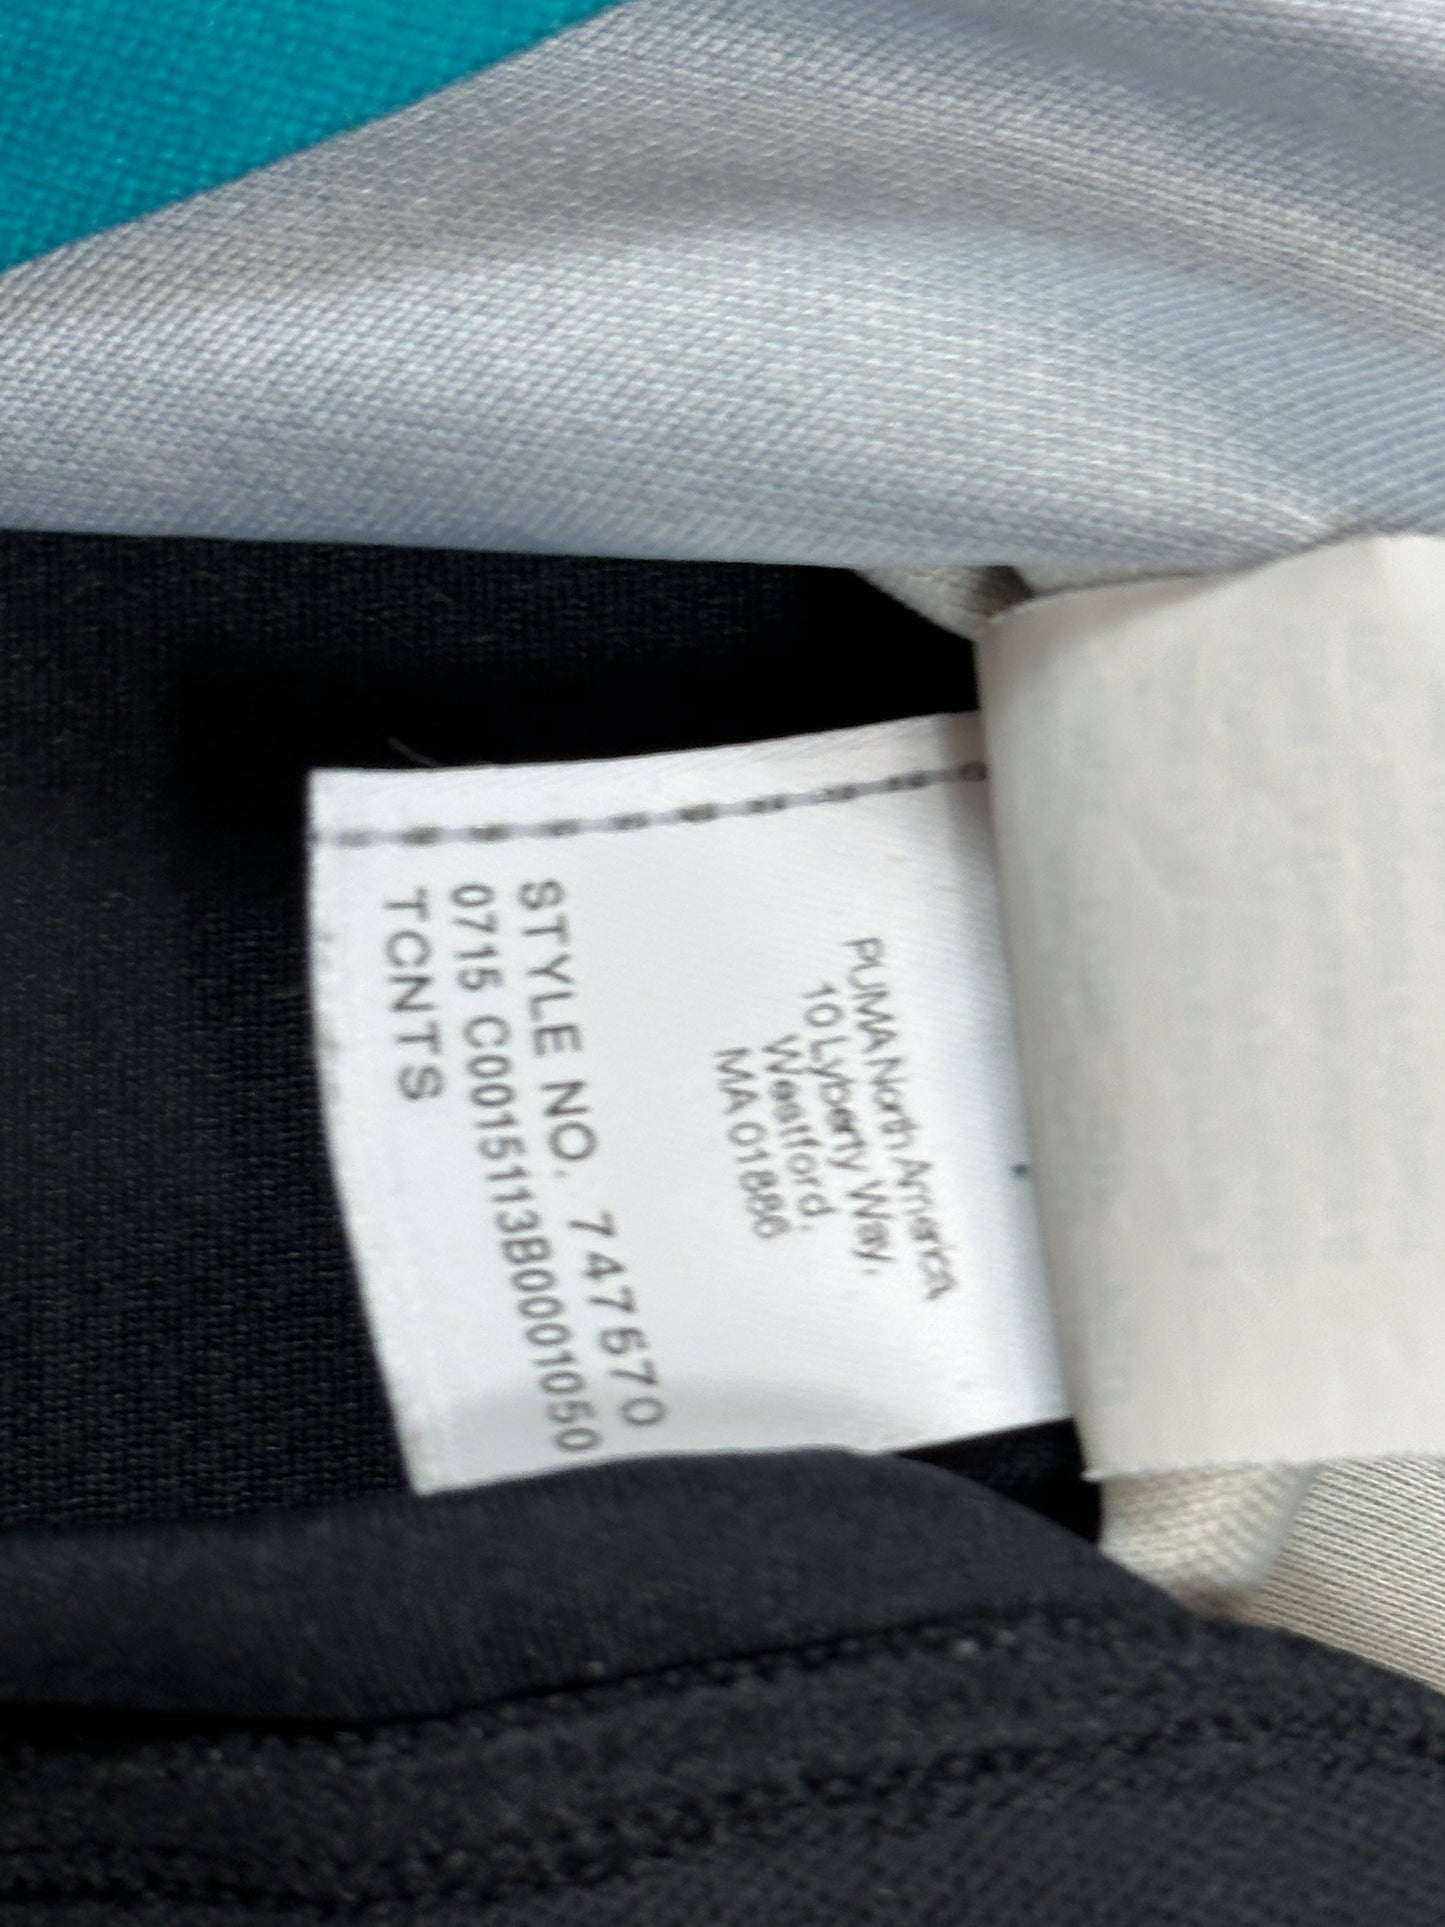 PUMA North America
10 Lyberty Way,
Westford,
MA 01886
STYLE NO. 747570
0715 C0015113B0001050
TCNTS